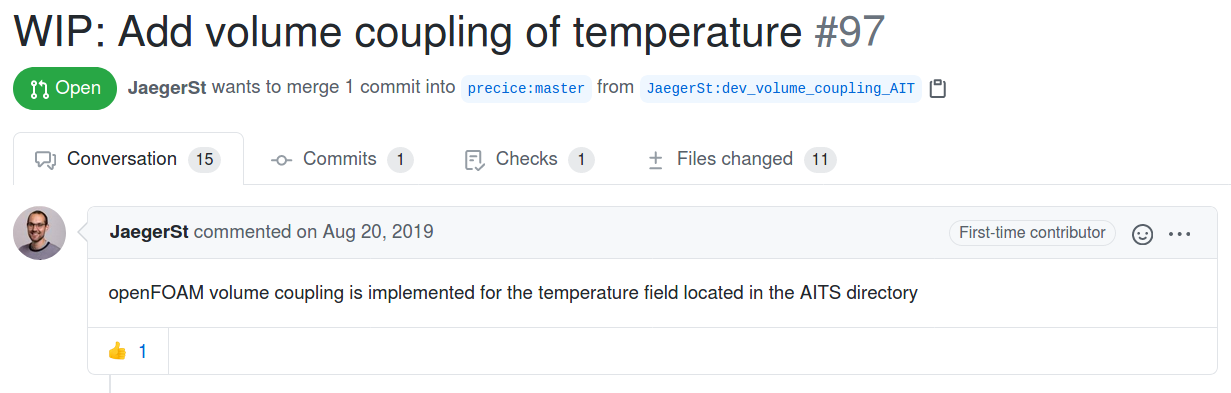 WIP: Add volume coupling of temperature #97
Open JaegerSt wants to merge 1 commit into precice:master from JaegerSt:dev_volume_coupling_AIT
Conversation 15 Commits 1 Checks 1 Files changed 11
JaegerSt commented on Aug 20, 2019 First-time contributor
openFOAM volume coupling is implemented for the temperature field located in the AITS directory
👍 1